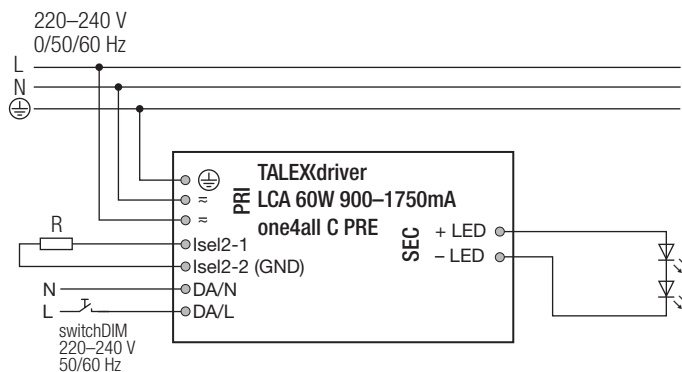 220–240 V
0/50/60 Hz
L
N
TALEXXdriver
LCA 60W 900–1750mA
one4all C PRE
PRI
≂
≂
SEC
+ LED
– LED
R
Isel2-1
Isel2-2 (GND)
N
DA/N
L
DA/L
switchDIM
220–240 V
50/60 Hz